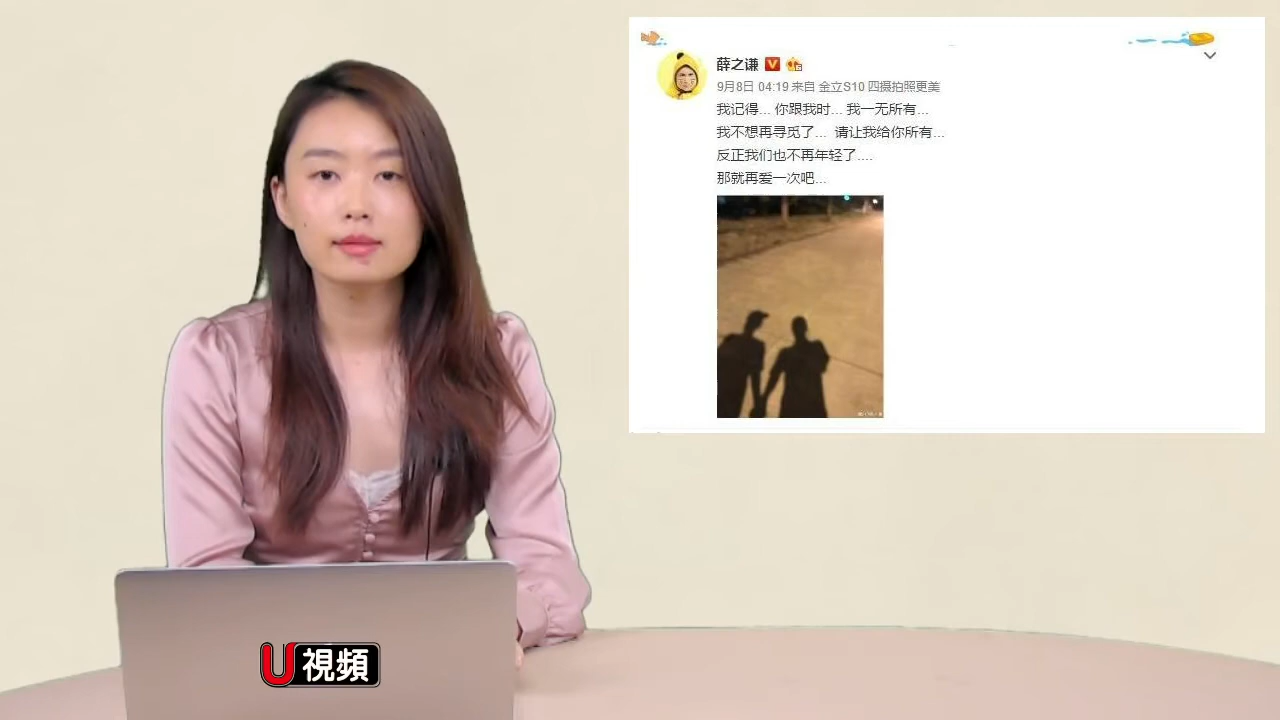 薛之谦
9月8日 04:19 来自 金立S10 四摄拍照更美
我记得... 你跟我时... 我一无所有...
我不想再寻觅了... 请让我给你所有...
反正我们也不再年轻了....
那就再爱一次吧...
U視頻